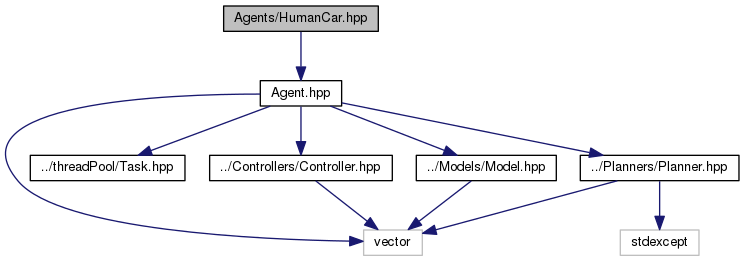 Agents/HumanCar.hpp
Agent.hpp
../threadPool/Task.hpp
../Controllers/Controller.hpp
../Models/Model.hpp
../Planners/Planner.hpp
vector
stdexcept